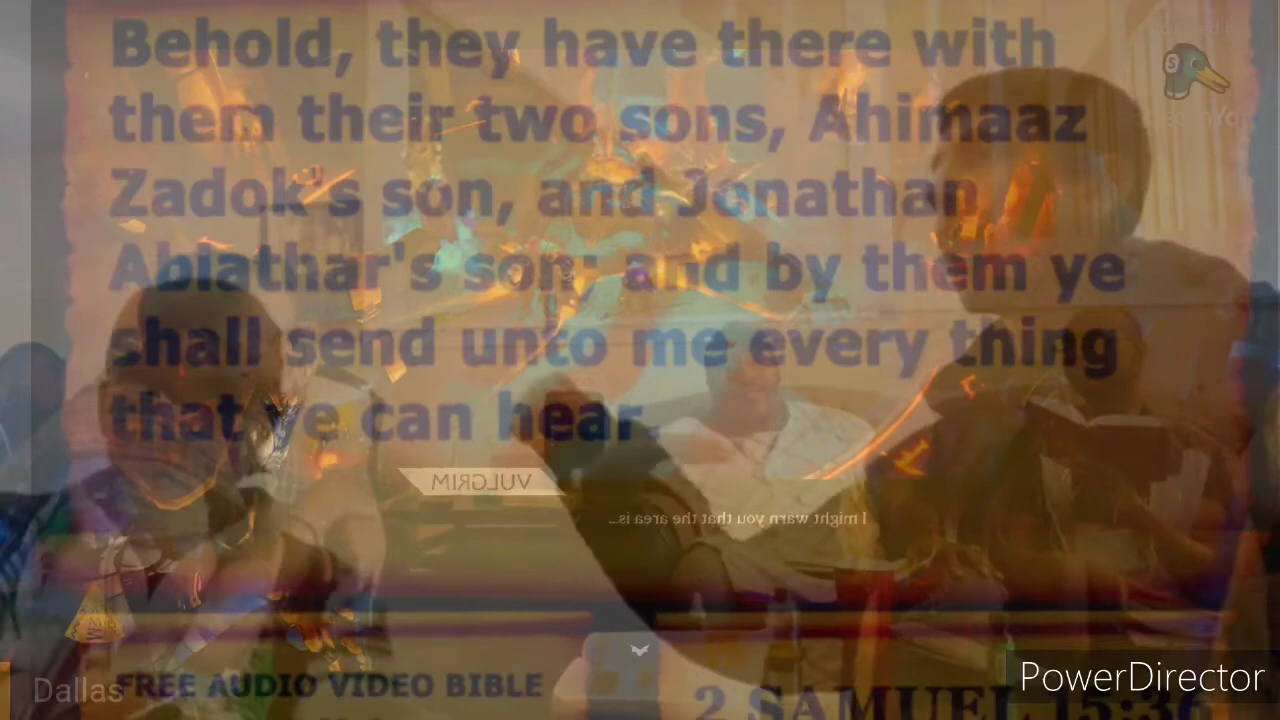 Behold, they have there with
them their two sons, Ahimaaz
Zadok's son, and Jonathan
Abiathar's son; and by them ye
shall send unto me every thing
that ye can hear.
VULGRIM
I might warn you that the area is...
Dallas
FREE AUDIO VIDEO BIBLE
2 SAMUEL 15:36
PowerDirector